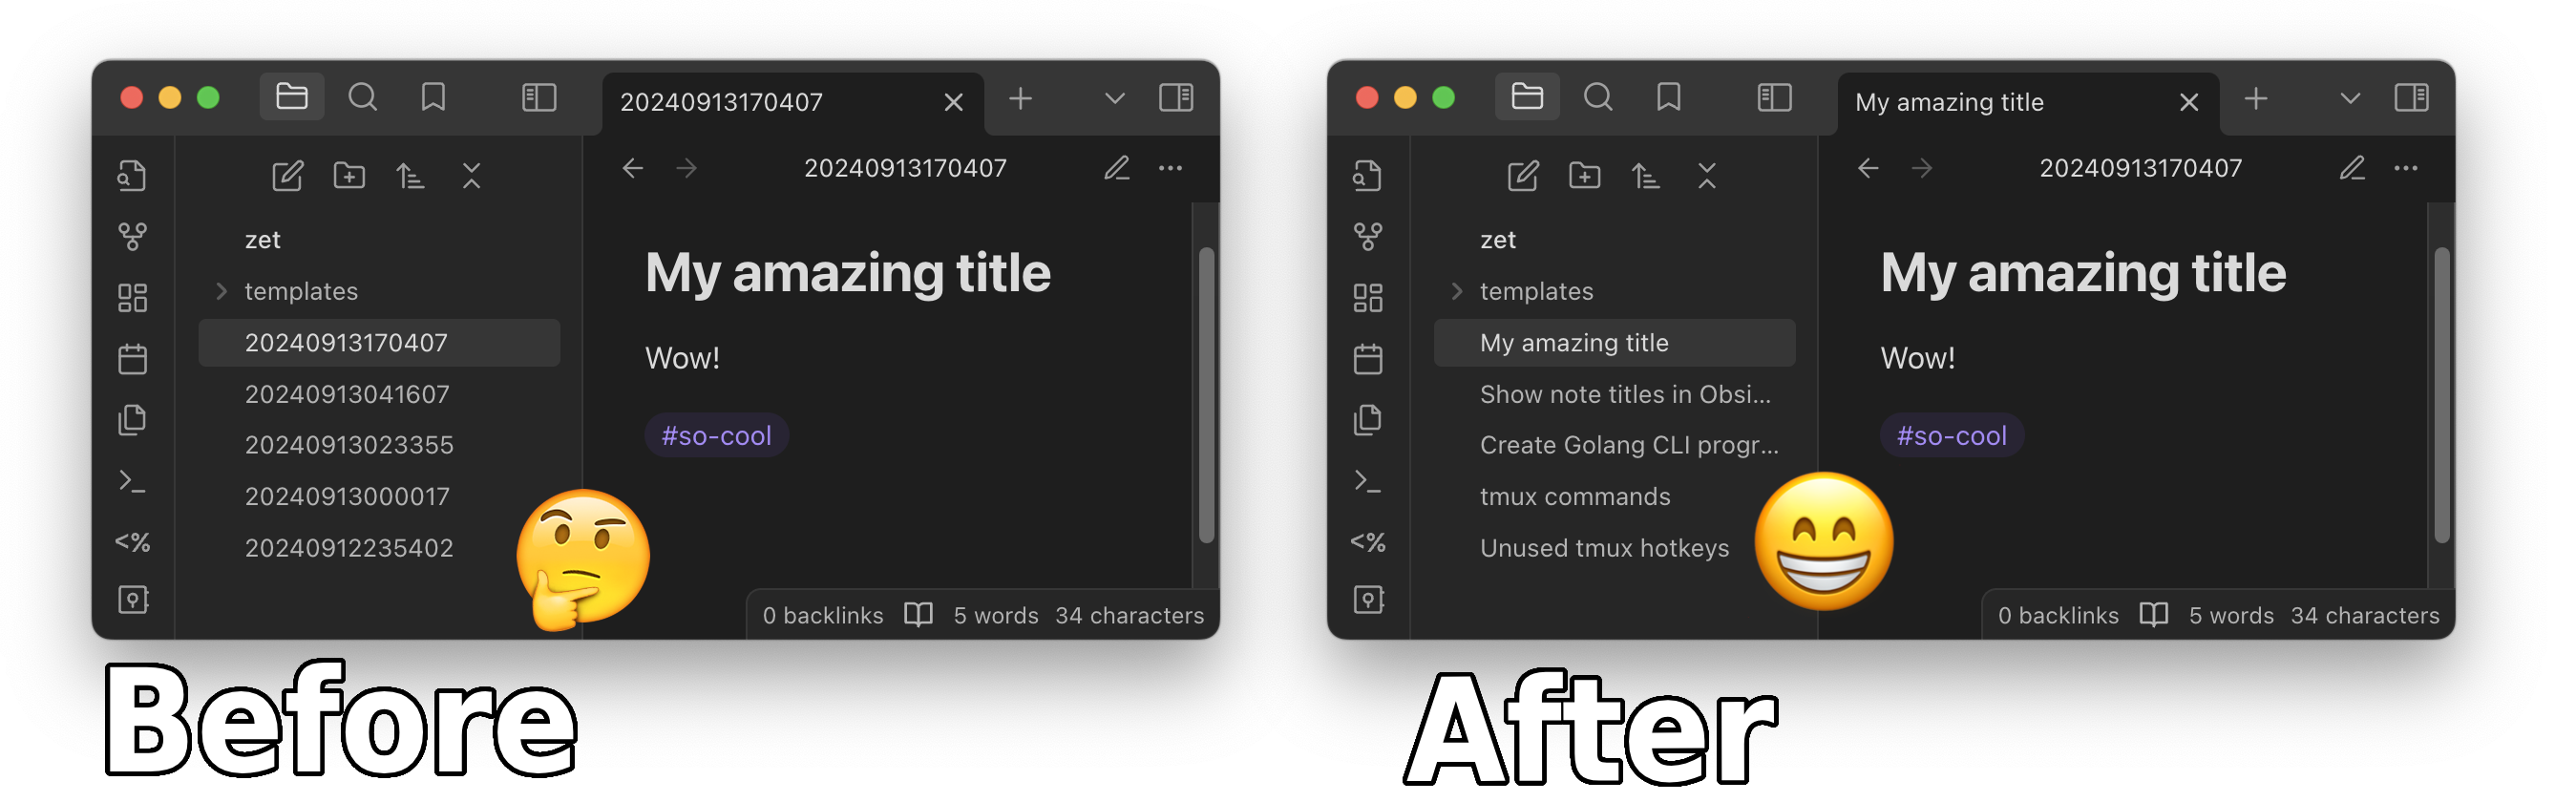 20240913170407
20240913170407
zet
templates
20240913170407
20240913041607
20240913023355
20240913000017
20240912235402
My amazing title
Wow!
#so-cool
<%
0 backlinks 5 words 34 characters
Before
My amazing title
20240913170407
zet
templates
My amazing title
Show note titles in Obsi...
Create Golang CLI progr...
tmux commands
Unused tmux hotkeys
My amazing title
Wow!
#so-cool
<%
0 backlinks 5 words 34 characters
After